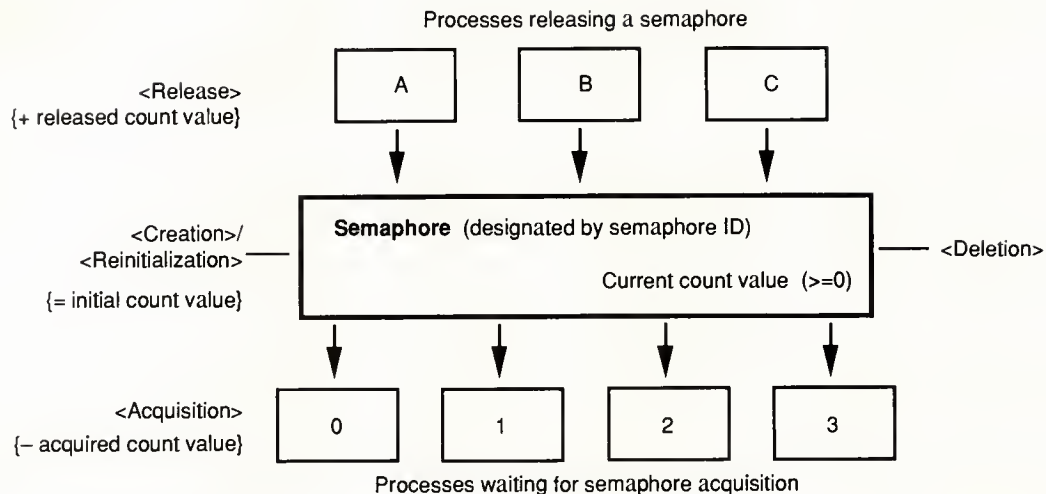 Processes releasing a semaphore
A
B
C
<Release>
{+ released count value}
<Creation>/
<Reinitialization>
{= initial count value}
Semaphore (designated by semaphore ID)
Current count value (>=0)
<Deletion>
<Acquisition>
{– acquired count value}
0
1
2
3
Processes waiting for semaphore acquisition